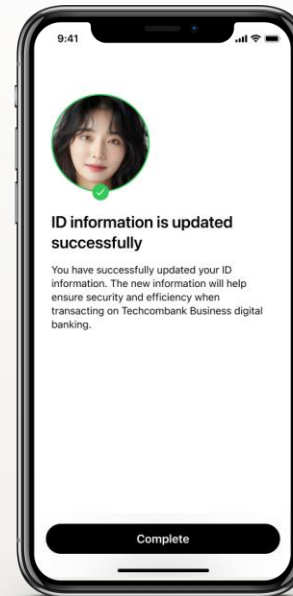 9:41
ID information is updated
successfully
You have successfully updated your ID
information. The new information will help
ensure security and efficiency when
transacting on Techcombank Business digital
banking.
Complete